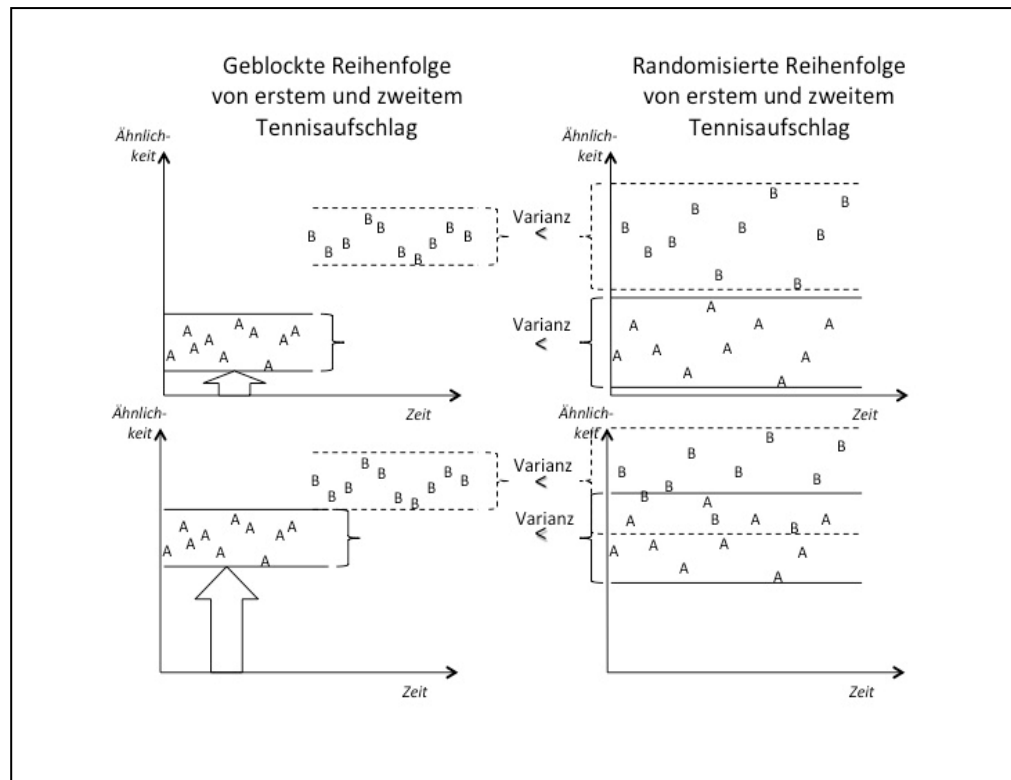 Geblockte Reihenfolge
von erstem und zweitem
Tennisaufschlag
Randomisierte Reihenfolge
von erstem und zweitem
Tennisaufschlag
Ähnlich-
keit
B B B B B B B B B B
A A A A A A A A A A
Zeit
Varianz
<
Varianz
<
Ähnlich-
keit
B B B B B B B B B B
A A A A A A A A A A
Zeit
Ähnlich-
keit
B B B B B B B B B B
A A A A A A A A A A
Zeit
Varianz
<
Varianz
<
Ähnlich-
keit
B B B B B B B B B B
A A A A A A A A A A
Zeit